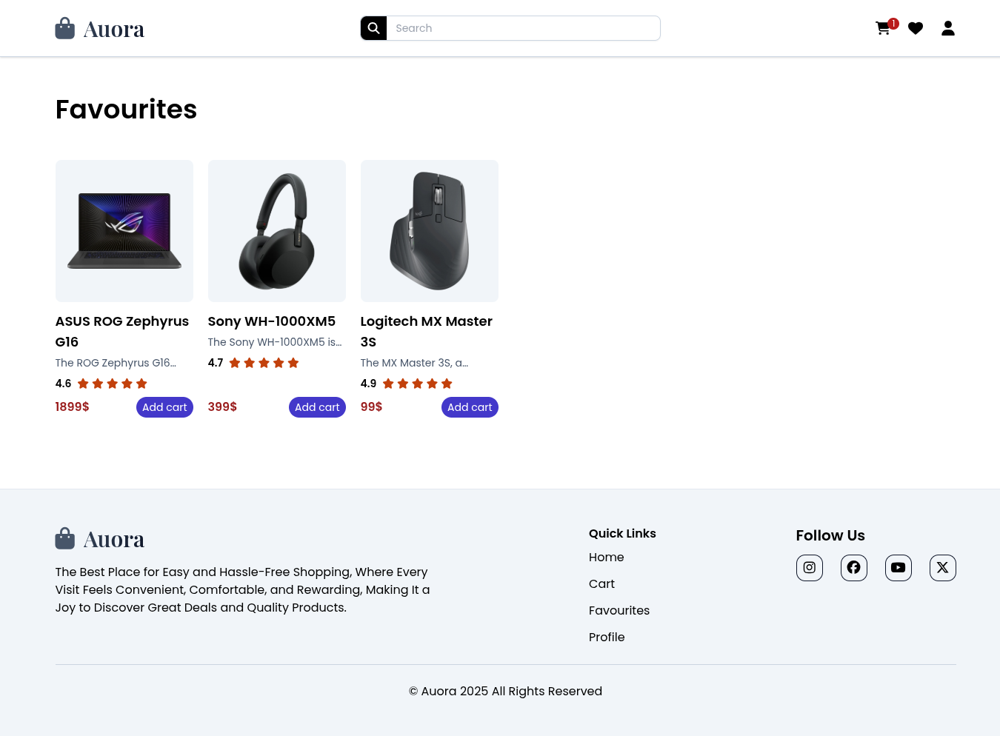 Auora
Search
1
Favourites
ASUS ROG Zephyrus
G16
The ROG Zephyrus G16...
4.6
1899$
Add cart
Sony WH-1000XM5
The Sony WH-1000XM5 is...
4.7
399$
Add cart
Logitech MX Master
3S
The MX Master 3S, a...
4.9
99$
Add cart
Auora
The Best Place for Easy and Hassle-Free Shopping, Where Every
Visit Feels Convenient, Comfortable, and Rewarding, Making It a
Joy to Discover Great Deals and Quality Products.
Quick Links
Home
Cart
Favourites
Profile
Follow Us
© Auora 2025 All Rights Reserved